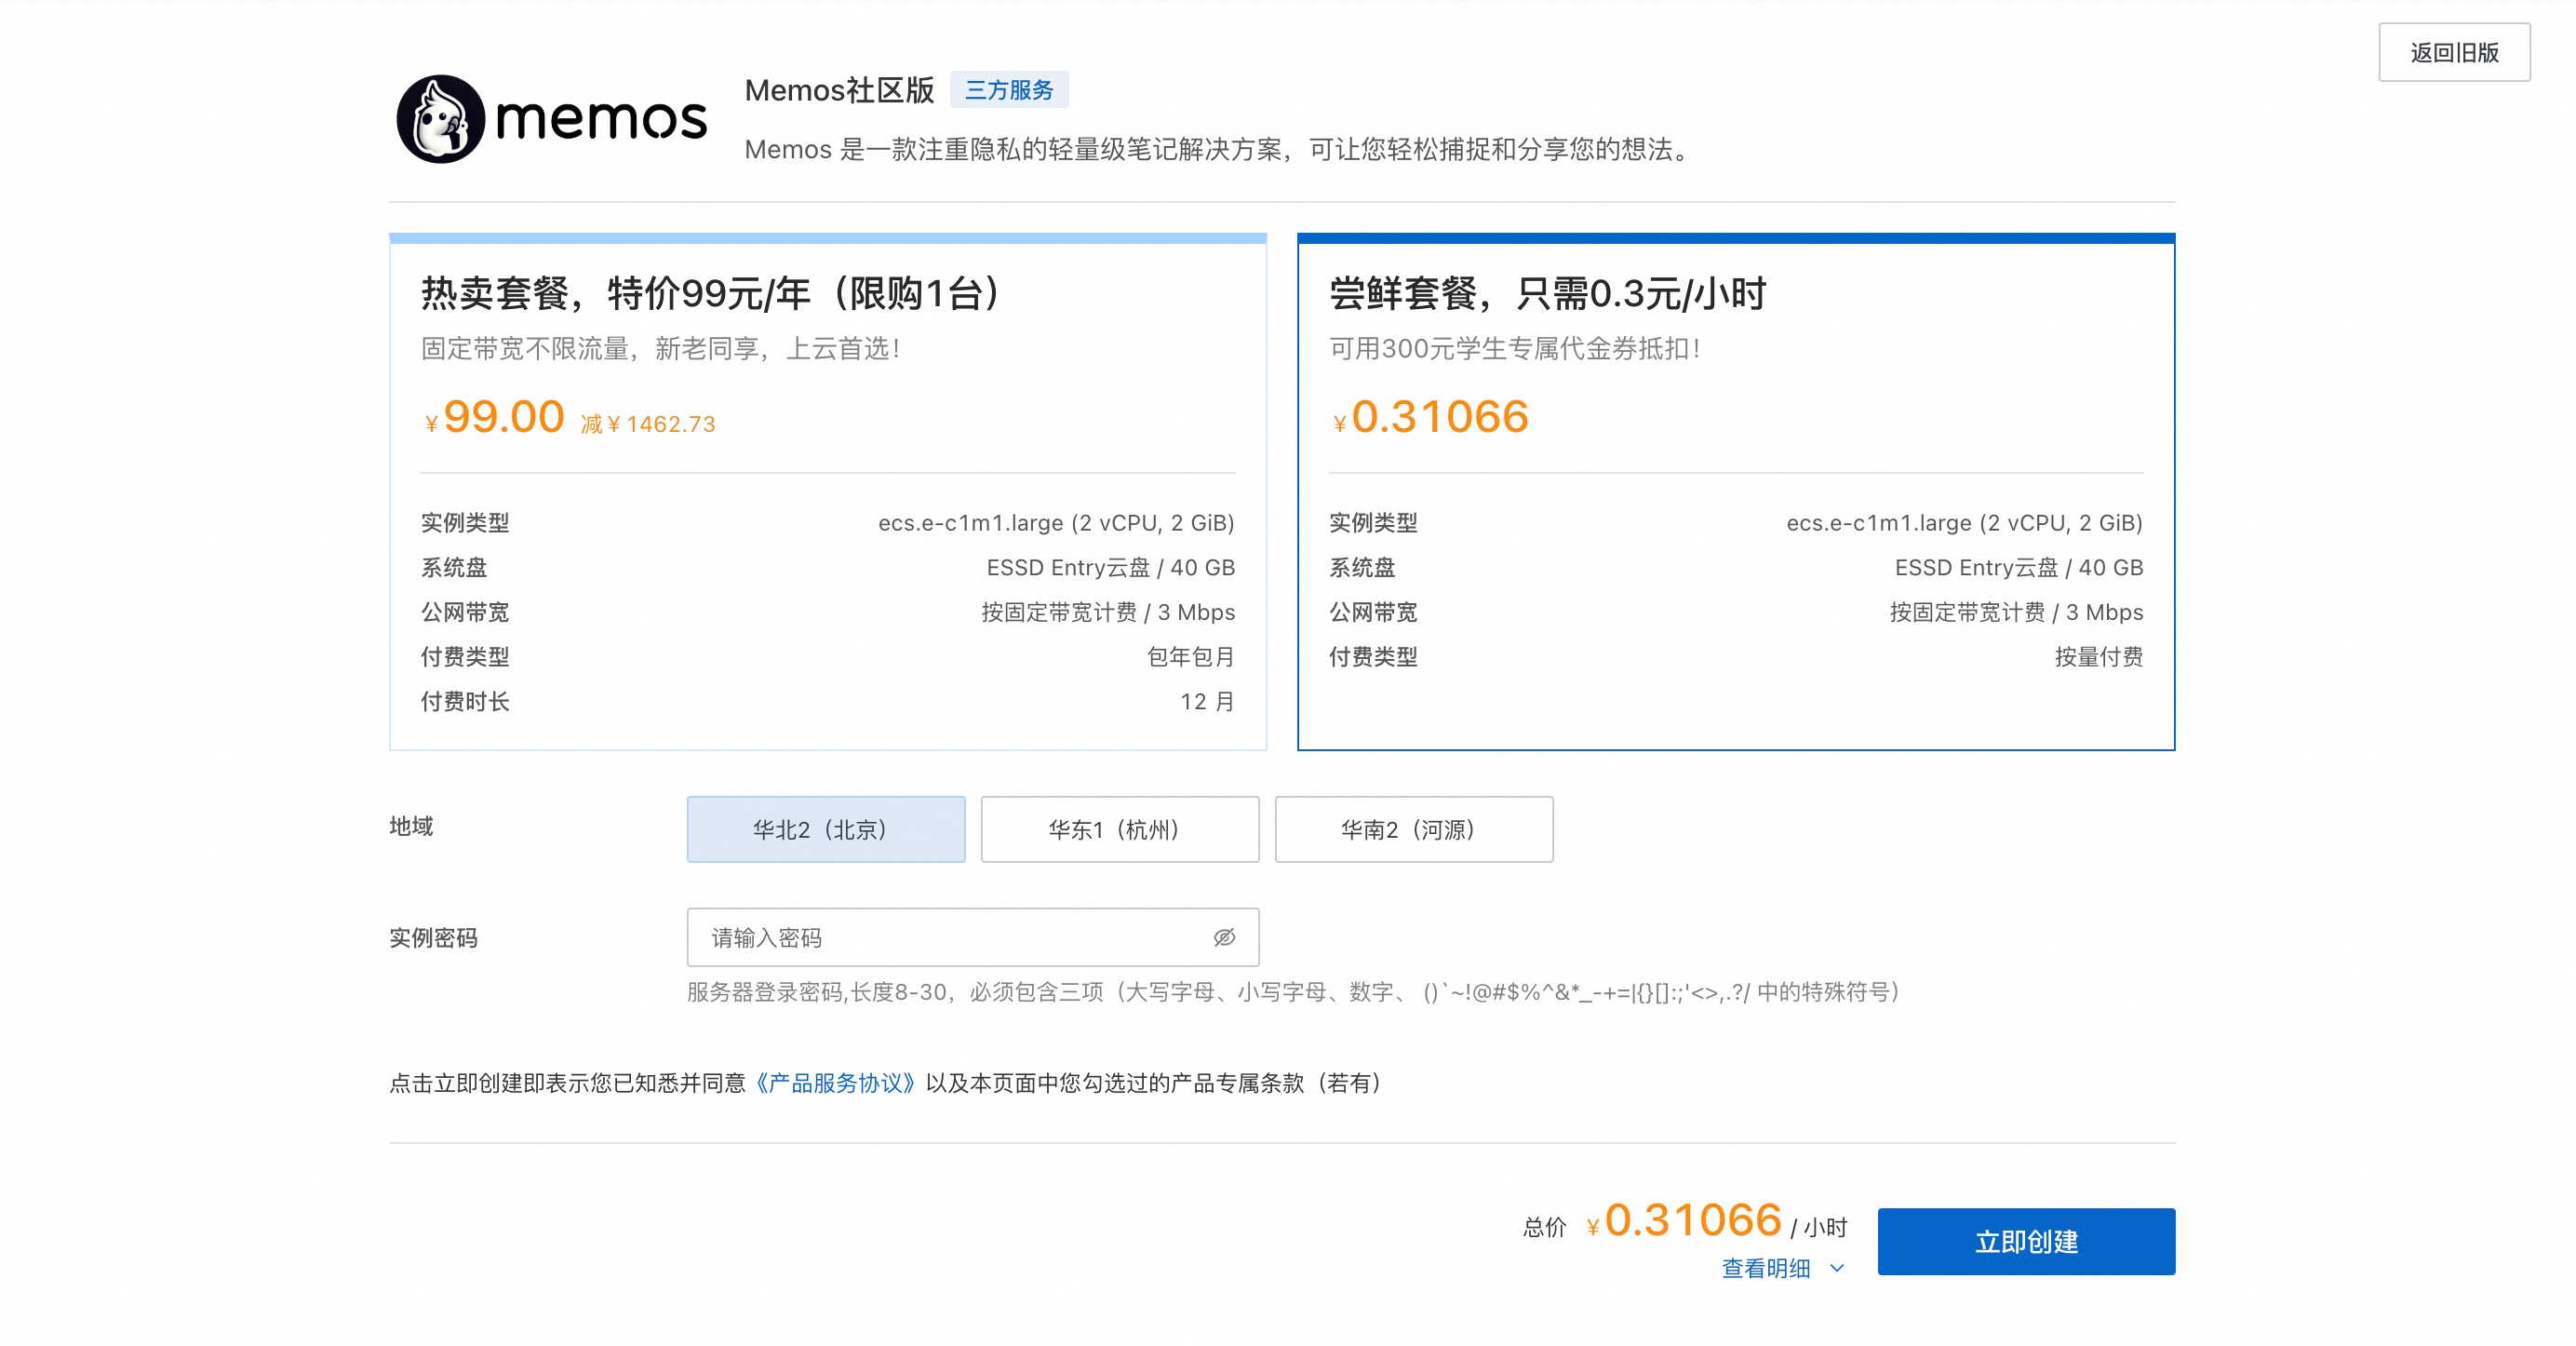 返回旧版
memos
Memos社区版 三方服务
Memos 是一款注重隐私的轻量级笔记解决方案，可让您轻松捕捉和分享您的想法。
热卖套餐，特价99元/年（限购1台）
固定带宽不限流量，新老同享，上云首选！
¥99.00 减¥1462.73
实例类型 ecs.e-c1m1.large (2 vCPU, 2 GiB)
系统盘 ESSD Entry云盘 / 40 GB
公网带宽 按固定带宽计费 / 3 Mbps
付费类型 包年包月
付费时长 12 月
尝鲜套餐，只需0.3元/小时
可用300元学生专属代金券抵扣！
¥0.31066
实例类型 ecs.e-c1m1.large (2 vCPU, 2 GiB)
系统盘 ESSD Entry云盘 / 40 GB
公网带宽 按固定带宽计费 / 3 Mbps
付费类型 按量付费
地域 华北2（北京） 华东1（杭州） 华南2（河源）
实例密码 请输入密码
服务器登录密码,长度8-30，必须包含三项（大写字母、小写字母、数字、 ()`~!@#$%^&*_-+=|{}[]:;'<>,.?/ 中的特殊符号）
点击立即创建即表示您已知悉并同意《产品服务协议》以及本页面中您勾选过的产品专属条款（若有）
总价 ¥0.31066 / 小时
查看明细
立即创建